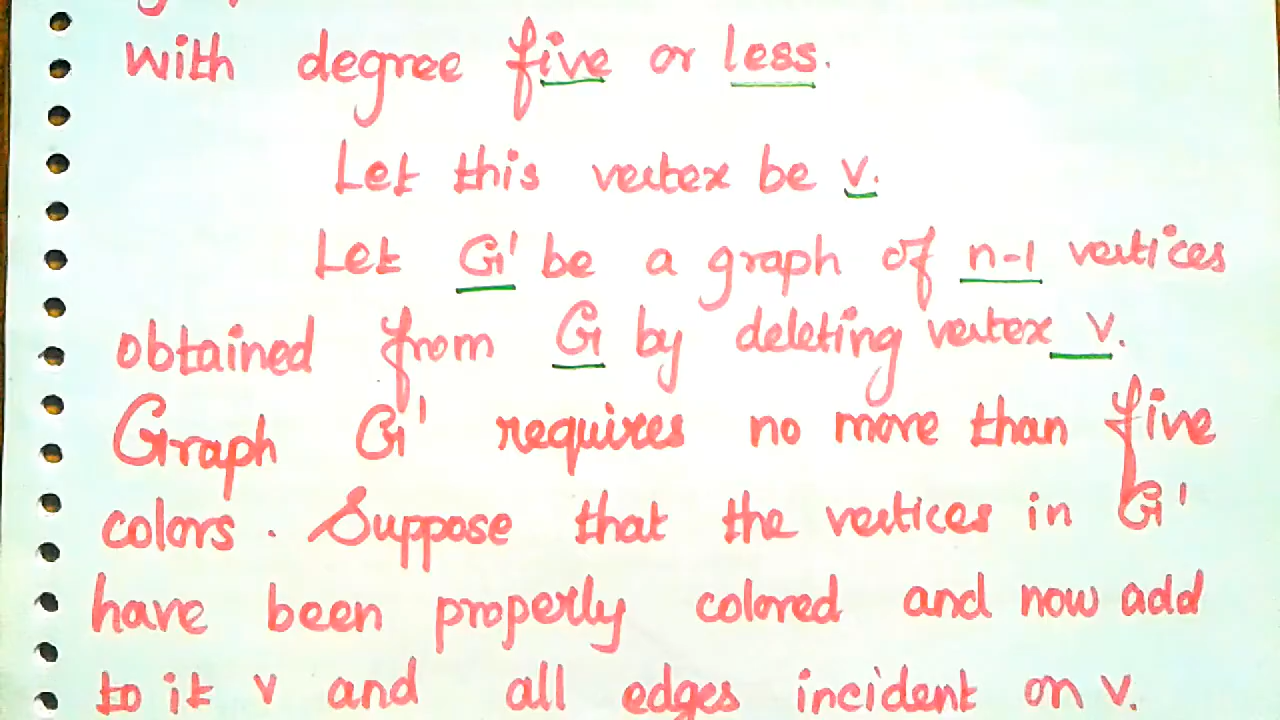 with degree five or less.
Let this vertex be v.
Let G' be a graph of n-1 vertices
obtained from G by deleting vertex v.
Graph G' requires no more than five
colors. Suppose that the vertices in G'
have been properly colored and now add
to it v and all edges incident on v.